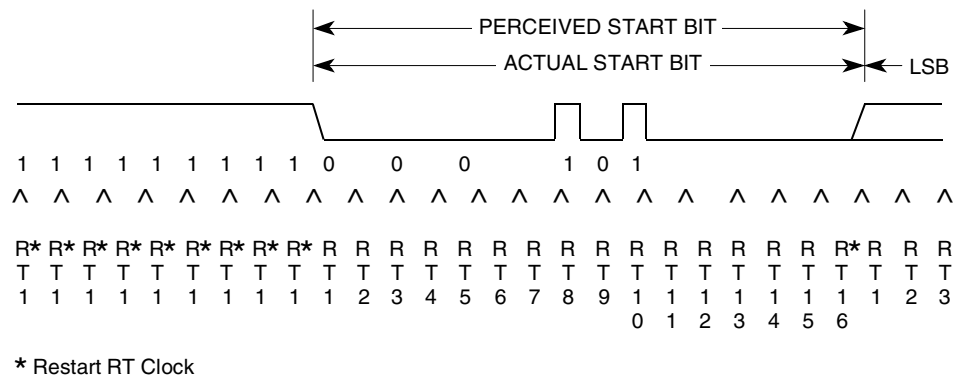 PERCEIVED START BIT
ACTUAL START BIT
LSB
1 1 1 1 1 1 1 1 1 0 0 0 1 0 1
R* R* R* R* R* R* R* R* R* R R R R R R R R R R R R R R R R* R R R
T T T T T T T T T T T T T T T T T T T T T T T T T T T T
1 1 1 1 1 1 1 1 1 1 2 3 4 5 6 7 8 9 1 1 1 1 1 1 1 1 2 3
0 1 2 3 4 5 6
* Restart RT Clock